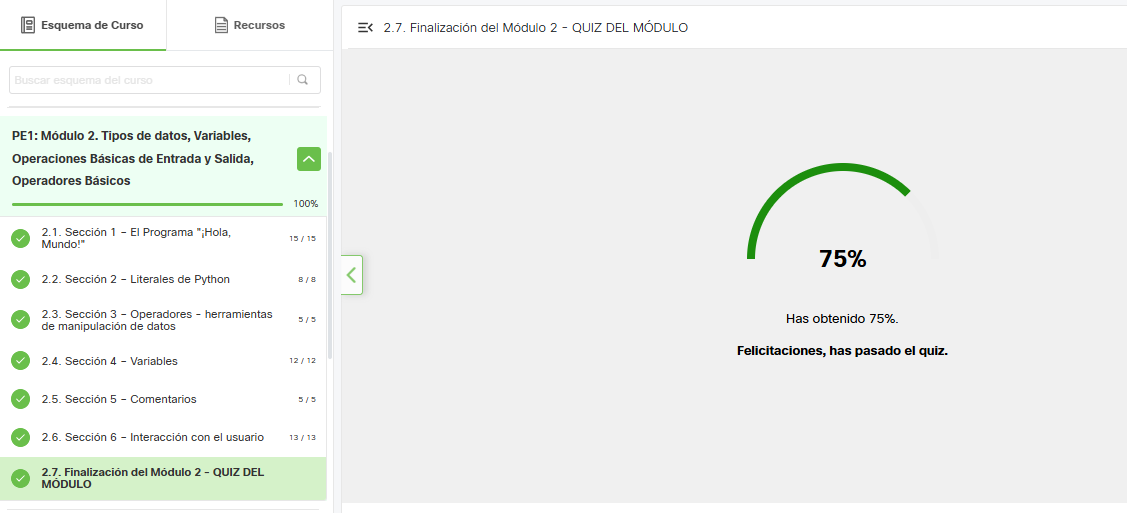 Esquema de Curso
Recursos
Buscar esquema del curso
PE1: Módulo 2. Tipos de datos, Variables,
Operaciones Básicas de Entrada y Salida,
Operadores Básicos
100%
2.1. Sección 1 – El Programa "¡Hola,
Mundo!"
15 / 15
2.2. Sección 2 – Literales de Python
8 / 8
2.3. Sección 3 – Operadores - herramientas
de manipulación de datos
5 / 5
2.4. Sección 4 – Variables
12 / 12
2.5. Sección 5 – Comentarios
5 / 5
2.6. Sección 6 – Interacción con el usuario
13 / 13
2.7. Finalización del Módulo 2 - QUIZ DEL
MÓDULO
2.7. Finalización del Módulo 2 - QUIZ DEL MÓDULO
75%
Has obtenido 75%.
Felicitaciones, has pasado el quiz.